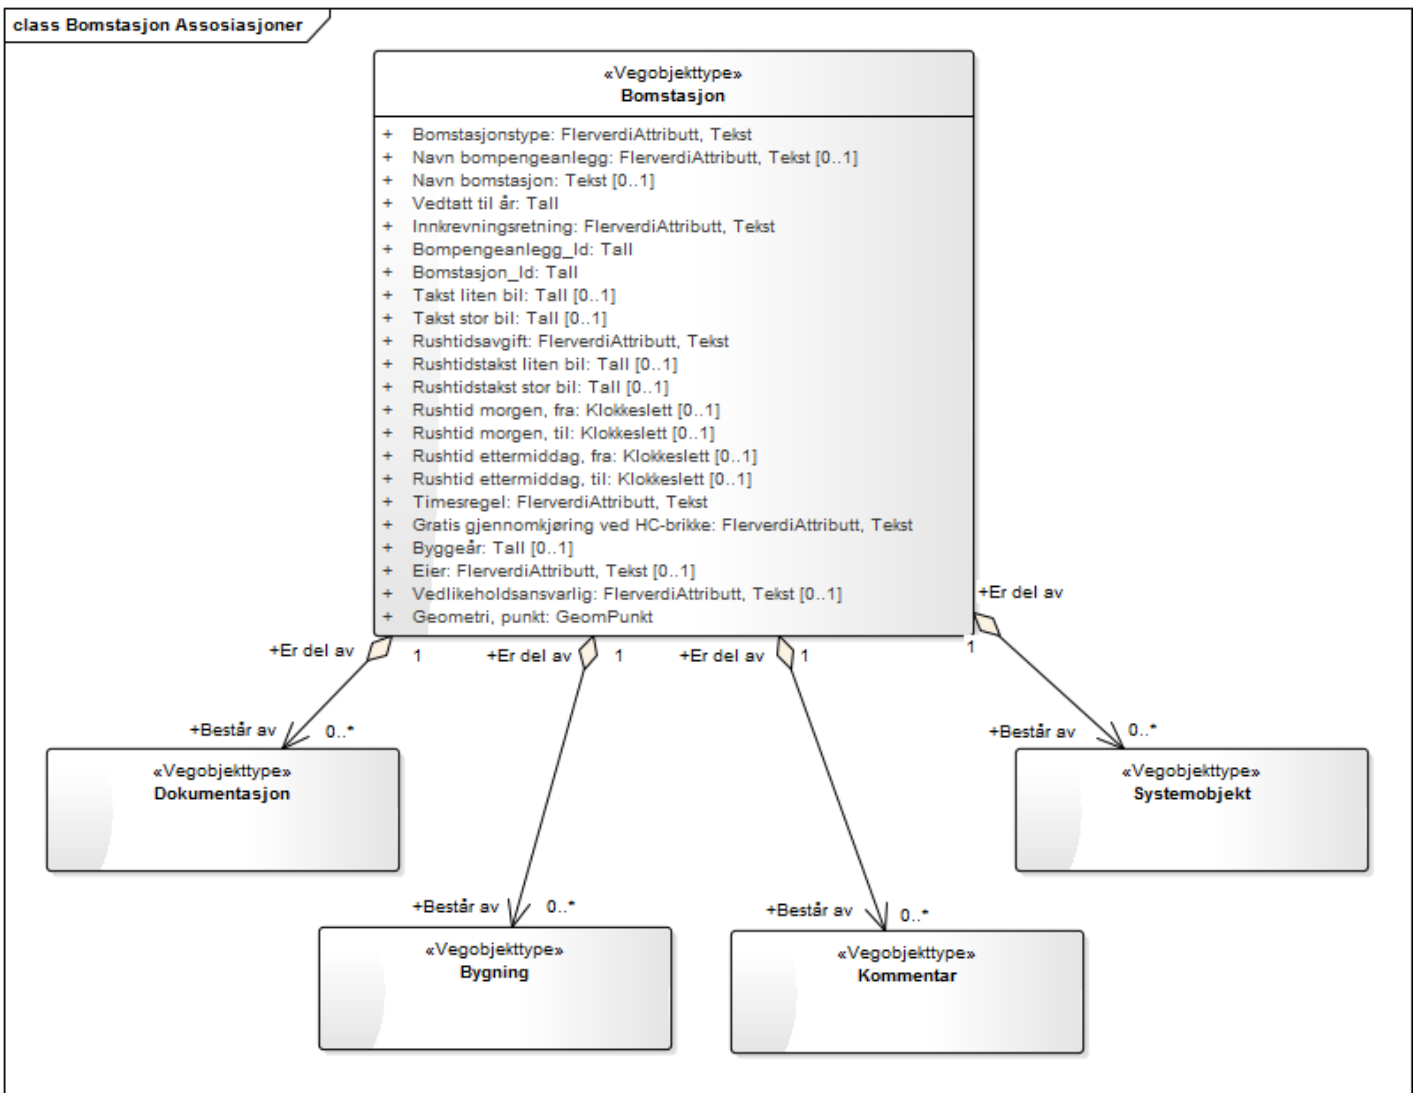 class Bomstasjon Assosiasjoner
«Vegobjekttype»
Bomstasjon
+ Bomstasjonstype: FlerverdiAttributt, Tekst
+ Navn bompengeanlegg: FlerverdiAttributt, Tekst [0..1]
+ Navn bomstasjon: Tekst [0..1]
+ Vedtatt til år: Tall
+ Innkrevningsretning: FlerverdiAttributt, Tekst
+ Bompengeanlegg_Id: Tall
+ Bomstasjon_Id: Tall
+ Takst liten bil: Tall [0..1]
+ Takst stor bil: Tall [0..1]
+ Rushtidsavgift: FlerverdiAttributt, Tekst
+ Rushtidstakst liten bil: Tall [0..1]
+ Rushtidstakst stor bil: Tall [0..1]
+ Rushtid morgen, fra: Klokkeslett [0..1]
+ Rushtid morgen, til: Klokkeslett [0..1]
+ Rushtid ettermiddag, fra: Klokkeslett [0..1]
+ Rushtid ettermiddag, til: Klokkeslett [0..1]
+ Timesregel: FlerverdiAttributt, Tekst
+ Gratis gjennomkjøring ved HC-brikke: FlerverdiAttributt, Tekst
+ Byggeår: Tall [0..1]
+ Eier: FlerverdiAttributt, Tekst [0..1]
+ Vedlikeholdsansvarlig: FlerverdiAttributt, Tekst [0..1]
+ Geometri, punkt: GeomPunkt
+Er del av
1
+Er del av
1
+Er del av
1
+Er del av
1
+Består av
0..*
+Består av
0..*
«Vegobjekttype»
Dokumentasjon
«Vegobjekttype»
Systemobjekt
+Består av
0..*
+Består av
0..*
«Vegobjekttype»
Bygning
«Vegobjekttype»
Kommentar